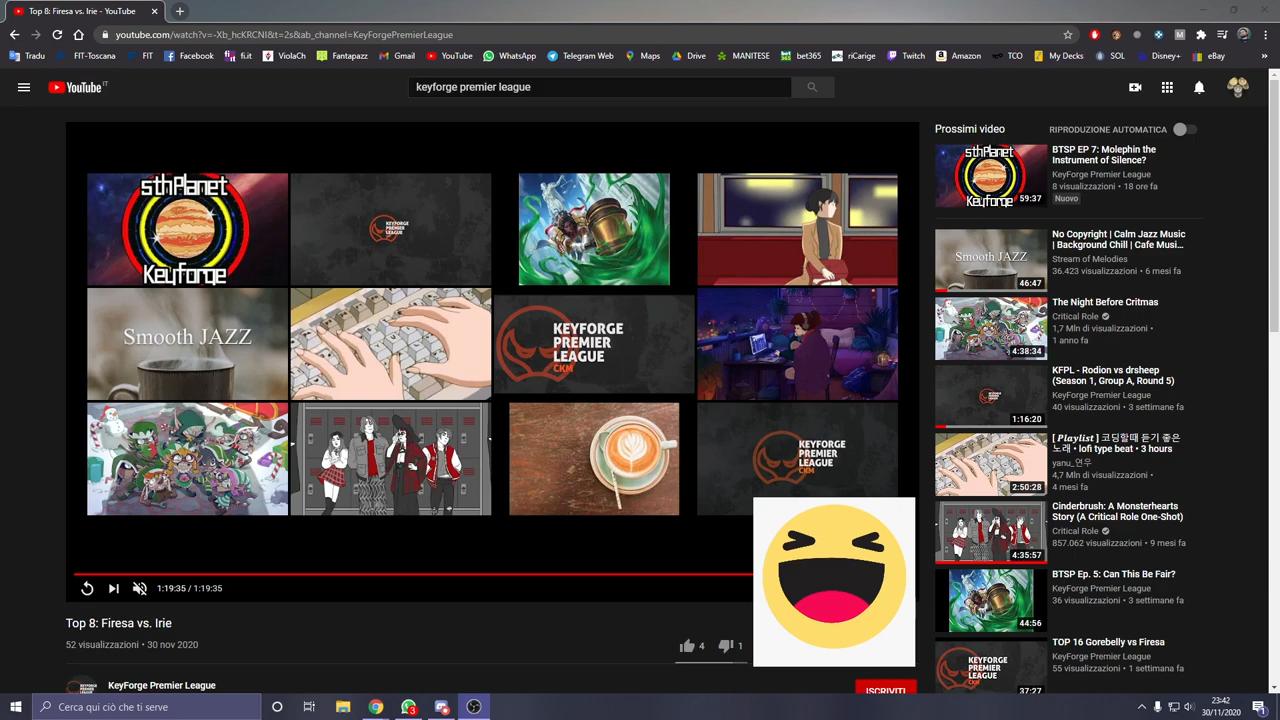 Top 8: Firesa vs. Irie - YouTube
youtube.com/watch?v=-Xb_hcKRCNI&t=2s&ab_channel=KeyForgePremierLeague
Tradu FIT-Toscana FIT Facebook fi.it ViolaCh Fantapazz Gmail YouTube WhatsApp Telegram Web Maps Drive MANITESE bet365 riCarige Twitch Amazon TCO My Decks SOL Disney+ eBay
YouTube IT
keyforge premier league
5thPlanet
Keyforge
KEYFORGE
PREMIER
LEAGUE
Smooth JAZZ
KEYFORGE
PREMIER
LEAGUE
CKM
KEYFORGE
PREMIER
LEAGUE
CKM
1:19:35 / 1:19:35
Top 8: Firesa vs. Irie
52 visualizzazioni • 30 nov 2020
4 1
KEYFORGE
PREMIER
LEAGUE
KeyForge Premier League
ISCRIVITI
Prossimi video RIPRODUZIONE AUTOMATICA
5thPlanet
Keyforge
59:37
BTSP EP 7: Molephin the
Instrument of Silence?
KeyForge Premier League
8 visualizzazioni • 18 ore fa
Nuovo
Smooth JAZZ
46:47
No Copyright | Calm Jazz Music
| Background Chill | Cafe Musi...
Stream of Melodies
36.423 visualizzazioni • 6 mesi fa
4:38:34
The Night Before Critmas
Critical Role
1,7 Mln di visualizzazioni •
1 anno fa
1:16:20
KFPL - Rodion vs drsheep
(Season 1, Group A, Round 5)
KeyForge Premier League
40 visualizzazioni • 3 settimane fa
2:50:28
[ 𝑷𝒍𝒂𝒚𝒍𝒊𝒔𝒕 ] 코딩할때 듣기 좋은
노래 • lofi type beat • 3 hours
yanu_연우
4,7 Mln di visualizzazioni •
4 mesi fa
4:35:57
Cinderbrush: A Monsterhearts
Story (A Critical Role One-Shot)
Critical Role
857.062 visualizzazioni • 9 mesi fa
44:56
BTSP Ep. 5: Can This Be Fair?
KeyForge Premier League
36 visualizzazioni • 3 settimane fa
KEYFORGE
PREMIER
LEAGUE
37:27
TOP 16 Gorebelly vs Firesa
KeyForge Premier League
55 visualizzazioni • 1 settimana fa
Cerca qui ciò che ti serve
3
23:42
30/11/2020
1